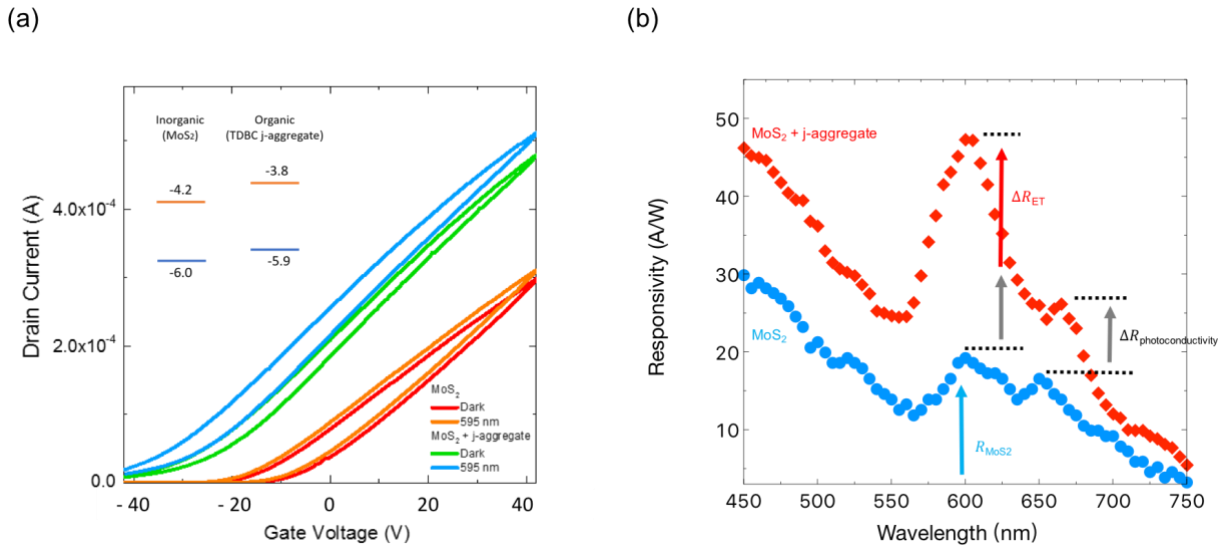 (a)
(b)
Inorganic
(MoS₂)
Organic
(TDBC j-aggregate)
-4.2
-3.8
-6.0
-5.9
4.0x10⁻⁴
2.0x10⁻⁴
0.0
Drain Current (A)
MoS₂
Dark
595 nm
MoS₂ + j-aggregate
Dark
595 nm
- 40
- 20
0
20
40
Gate Voltage (V)
50
40
30
20
10
Responsivity (A/W)
MoS₂ + j-aggregate
MoS₂
ΔR_ET
ΔR_photoconductivity
R_MoS2
450
500
550
600
650
700
750
Wavelength (nm)